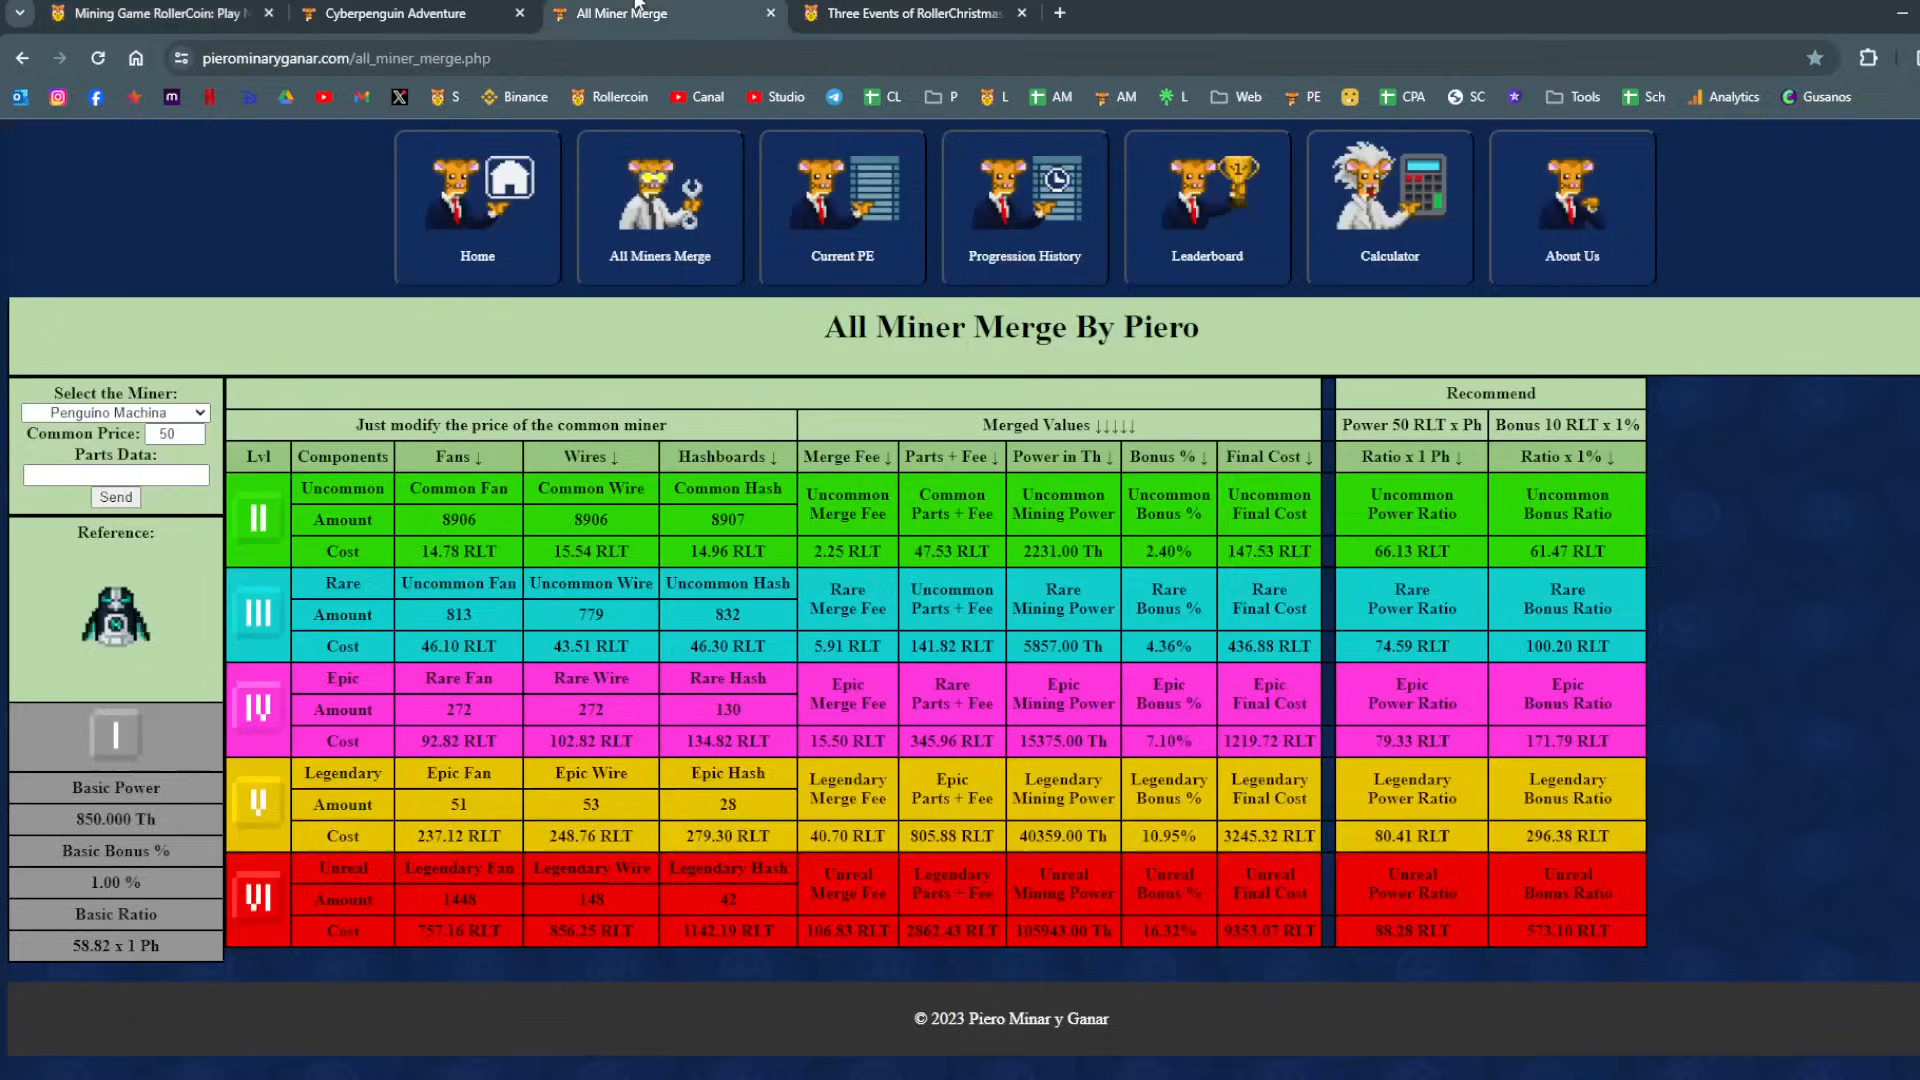 Mining Game RollerCoin: Play
Cyberpenguin Adventure
All Miner Merge
Three Events of RollerChristmas
pierominaryganar.com/all_miner_merge.php
S
Binance
Rollercoin
Canal
Studio
CL
P
L
AM
AM
L
Web
PE
CPA
SC
Tools
Sch
Analytics
Gusanos
Home
All Miners Merge
Current PE
Progression History
Leaderboard
Calculator
About Us
All Miner Merge By Piero
Select the Miner:
Penguino Machina
Common Price: 50
Parts Data:
Send
Reference:
I
Basic Power
850.000 Th
Basic Bonus %
1.00 %
Basic Ratio
58.82 x 1 Ph
Recommend
Just modify the price of the common miner
Merged Values ↓↓↓↓↓
Power 50 RLT x Ph
Bonus 10 RLT x 1%
Lvl Components Fans ↓ Wires ↓ Hashboards ↓ Merge Fee ↓ Parts + Fee ↓ Power in Th ↓ Bonus % ↓ Final Cost ↓ Ratio x 1 Ph ↓ Ratio x 1% ↓
II
Uncommon Common Fan Common Wire Common Hash
Uncommon Common Uncommon Uncommon Uncommon Uncommon Uncommon
Merge Fee Parts + Fee Mining Power Bonus % Final Cost Power Ratio Bonus Ratio
Amount 8906 8906 8907
Cost 14.78 RLT 15.54 RLT 14.96 RLT 2.25 RLT 47.53 RLT 2231.00 Th 2.40% 147.53 RLT 66.13 RLT 61.47 RLT
III
Rare Uncommon Fan Uncommon Wire Uncommon Hash
Rare Uncommon Rare Rare Rare Rare Rare
Merge Fee Parts + Fee Mining Power Bonus % Final Cost Power Ratio Bonus Ratio
Amount 813 779 832
Cost 46.10 RLT 43.51 RLT 46.30 RLT 5.91 RLT 141.82 RLT 5857.00 Th 4.36% 436.88 RLT 74.59 RLT 100.20 RLT
IV
Epic Rare Fan Rare Wire Rare Hash
Epic Rare Epic Epic Epic Epic Epic
Merge Fee Parts + Fee Mining Power Bonus % Final Cost Power Ratio Bonus Ratio
Amount 272 272 130
Cost 92.82 RLT 102.82 RLT 134.82 RLT 15.50 RLT 345.96 RLT 15375.00 Th 7.10% 1219.72 RLT 79.33 RLT 171.79 RLT
V
Legendary Epic Fan Epic Wire Epic Hash
Legendary Epic Legendary Legendary Legendary Legendary Legendary
Merge Fee Parts + Fee Mining Power Bonus % Final Cost Power Ratio Bonus Ratio
Amount 51 53 28
Cost 237.12 RLT 248.76 RLT 279.30 RLT 40.70 RLT 805.88 RLT 40359.00 Th 10.95% 3245.32 RLT 80.41 RLT 296.38 RLT
VI
Unreal Legendary Fan Legendary Wire Legendary Hash
Unreal Legendary Unreal Unreal Unreal Unreal Unreal
Merge Fee Parts + Fee Mining Power Bonus % Final Cost Power Ratio Bonus Ratio
Amount 1448 148 42
Cost 757.16 RLT 856.25 RLT 1142.19 RLT 106.83 RLT 2862.43 RLT 105943.00 Th 16.32% 9353.07 RLT 88.28 RLT 573.10 RLT
© 2023 Piero Minar y Ganar